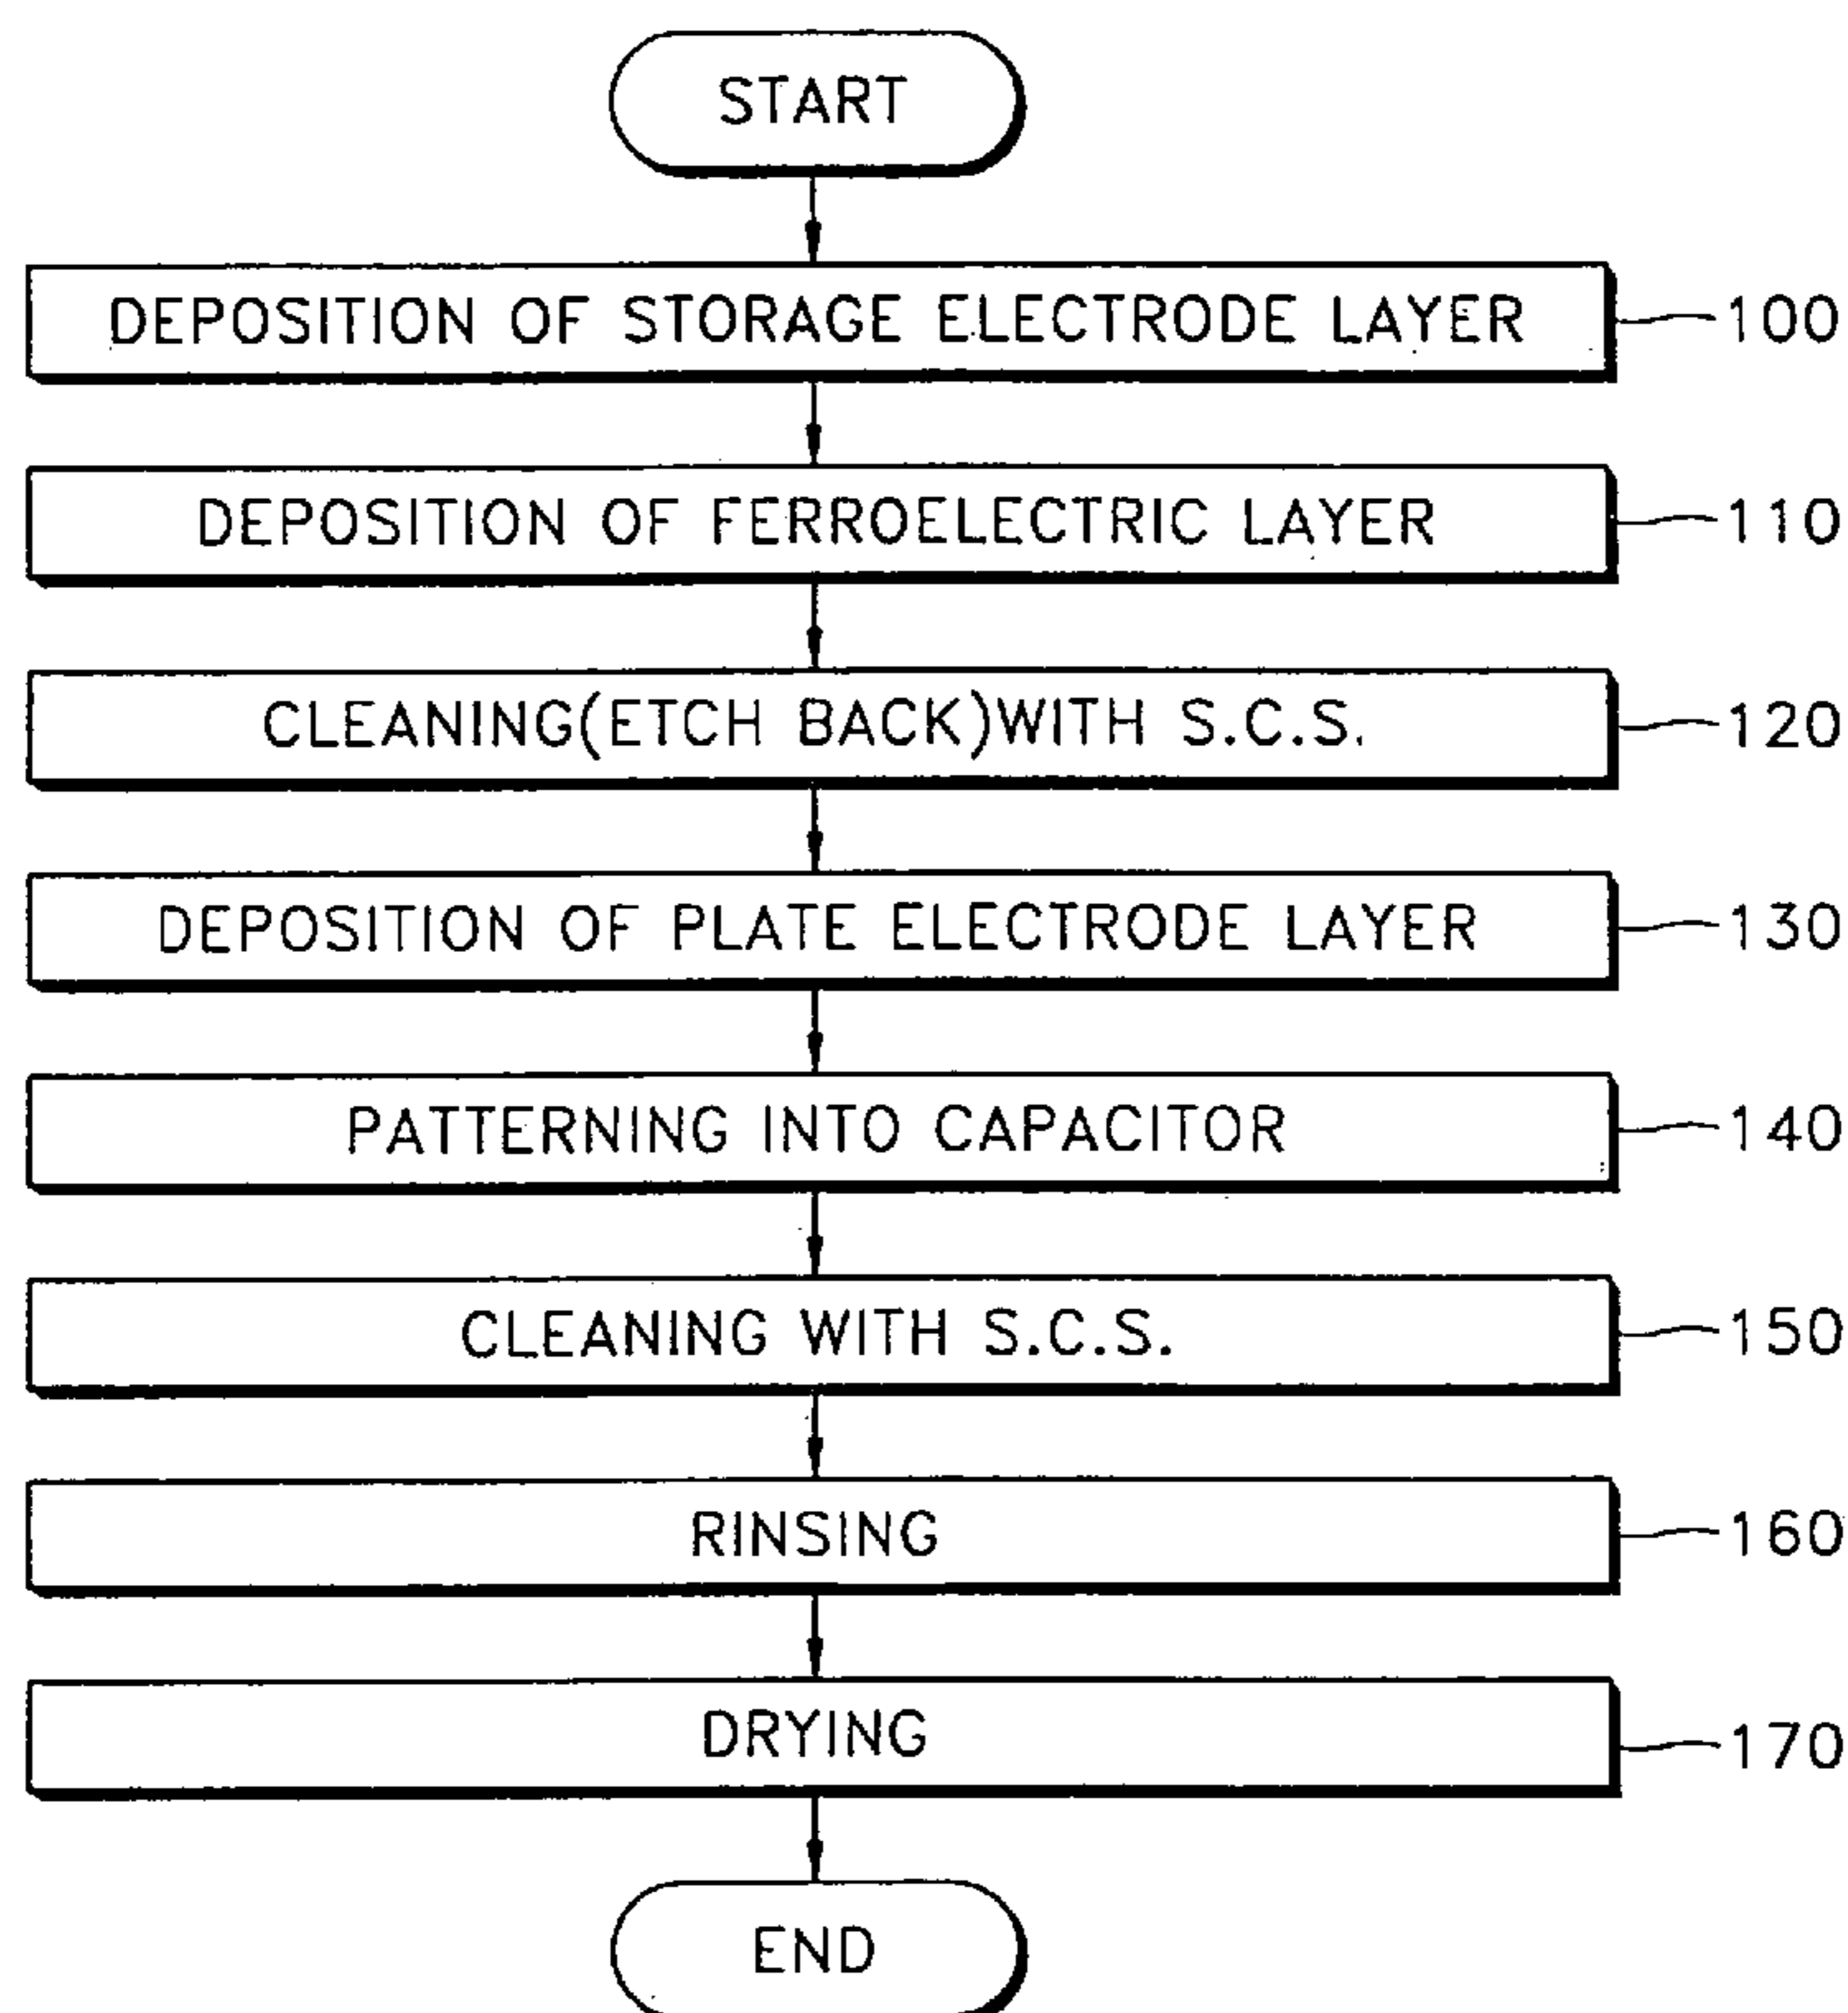 START
DEPOSITION OF STORAGE ELECTRODE LAYER 100
DEPOSITION OF FERROELECTRIC LAYER 110
CLEANING(ETCH BACK)WITH S.C.S. 120
DEPOSITION OF PLATE ELECTRODE LAYER 130
PATTERNING INTO CAPACITOR 140
CLEANING WITH S.C.S. 150
RINSING 160
DRYING 170
END